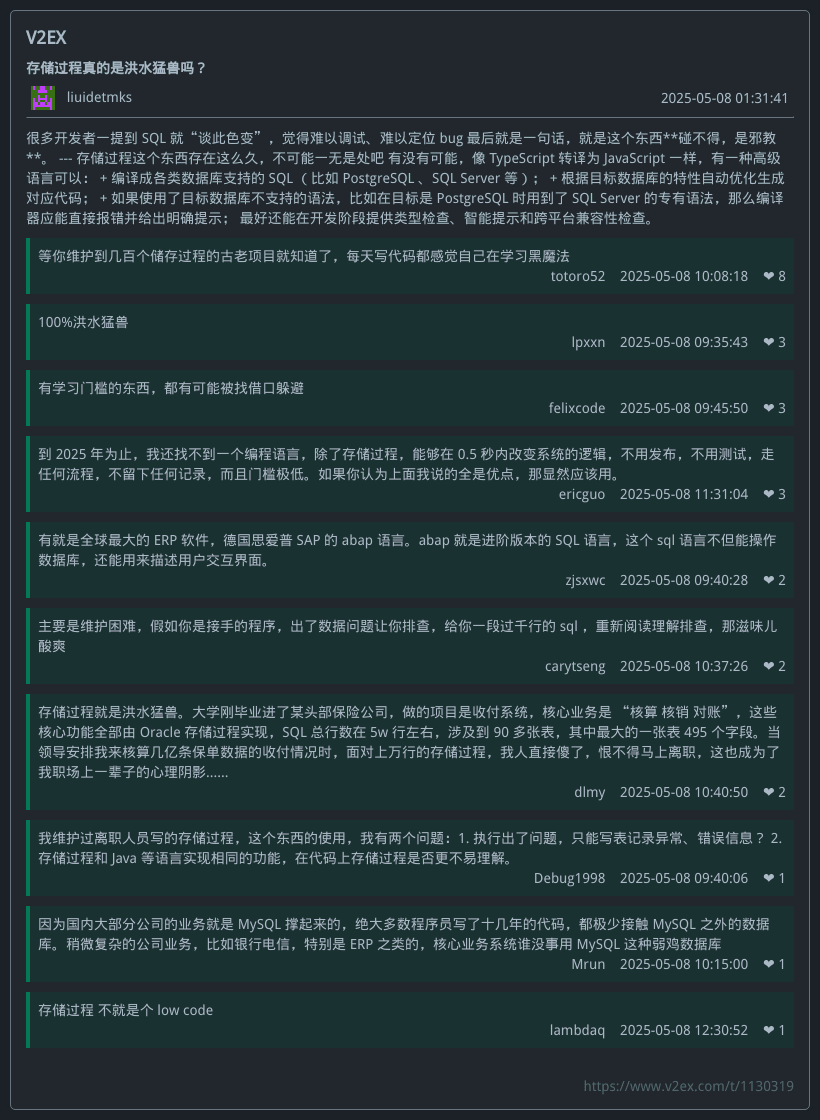 V2EX
存储过程真的是洪水猛兽吗？
liuidetmks 2025-05-08 01:31:41
很多开发者一提到 SQL 就“谈此色变”，觉得难以调试、难以定位 bug 最后就是一句话，就是这个东西**碰不得，是邪教
**。 --- 存储过程这个东西存在这么久，不可能一无是处吧 有没有可能，像 TypeScript 转译为 JavaScript 一样，有一种高级
语言可以： + 编译成各类数据库支持的 SQL （比如 PostgreSQL 、SQL Server 等）； + 根据目标数据库的特性自动优化生成
对应代码； + 如果使用了目标数据库不支持的语法，比如在目标是 PostgreSQL 时用到了 SQL Server 的专有语法，那么编译
器应能直接报错并给出明确提示； 最好还能在开发阶段提供类型检查、智能提示和跨平台兼容性检查。
等你维护到几百个储存过程的古老项目就知道了，每天写代码都感觉自己在学习黑魔法
totoro52 2025-05-08 10:08:18 ❤ 8
100%洪水猛兽
lpxxn 2025-05-08 09:35:43 ❤ 3
有学习门槛的东西，都有可能被找借口躲避
felixcode 2025-05-08 09:45:50 ❤ 3
到 2025 年为止，我还找不到一个编程语言，除了存储过程，能够在 0.5 秒内改变系统的逻辑，不用发布，不用测试，走
任何流程，不留下任何记录，而且门槛极低。如果你认为上面我说的全是优点，那显然应该用。
ericguo 2025-05-08 11:31:04 ❤ 3
有就是全球最大的 ERP 软件，德国思爱普 SAP 的 abap 语言。abap 就是进阶版本的 SQL 语言，这个 sql 语言不但能操作
数据库，还能用来描述用户交互界面。
zjsxwc 2025-05-08 09:40:28 ❤ 2
主要是维护困难，假如你是接手的程序，出了数据问题让你排查，给你一段过千行的 sql ，重新阅读理解排查，那滋味儿
酸爽
carytseng 2025-05-08 10:37:26 ❤ 2
存储过程就是洪水猛兽。大学刚毕业进了某头部保险公司，做的项目是收付系统，核心业务是 “核算 核销 对账”，这些
核心功能全部由 Oracle 存储过程实现，SQL 总行数在 5w 行左右，涉及到 90 多张表，其中最大的一张表 495 个字段。当
领导安排我来核算几亿条保单数据的收付情况时，面对上万行的存储过程，我人直接傻了，恨不得马上离职，这也成为了
我职场上一辈子的心理阴影......
dlmy 2025-05-08 10:40:50 ❤ 2
我维护过离职人员写的存储过程，这个东西的使用，我有两个问题：1. 执行出了问题，只能写表记录异常、错误信息？ 2.
存储过程和 Java 等语言实现相同的功能，在代码上存储过程是否更不易理解。
Debug1998 2025-05-08 09:40:06 ❤ 1
因为国内大部分公司的业务就是 MySQL 撑起来的，绝大多数程序员写了十几年的代码，都极少接触 MySQL 之外的数据
库。稍微复杂的公司业务，比如银行电信，特别是 ERP 之类的，核心业务系统谁没事用 MySQL 这种弱鸡数据库
Mrun 2025-05-08 10:15:00 ❤ 1
存储过程 不就是个 low code
lambdaq 2025-05-08 12:30:52 ❤ 1
https://www.v2ex.com/t/1130319